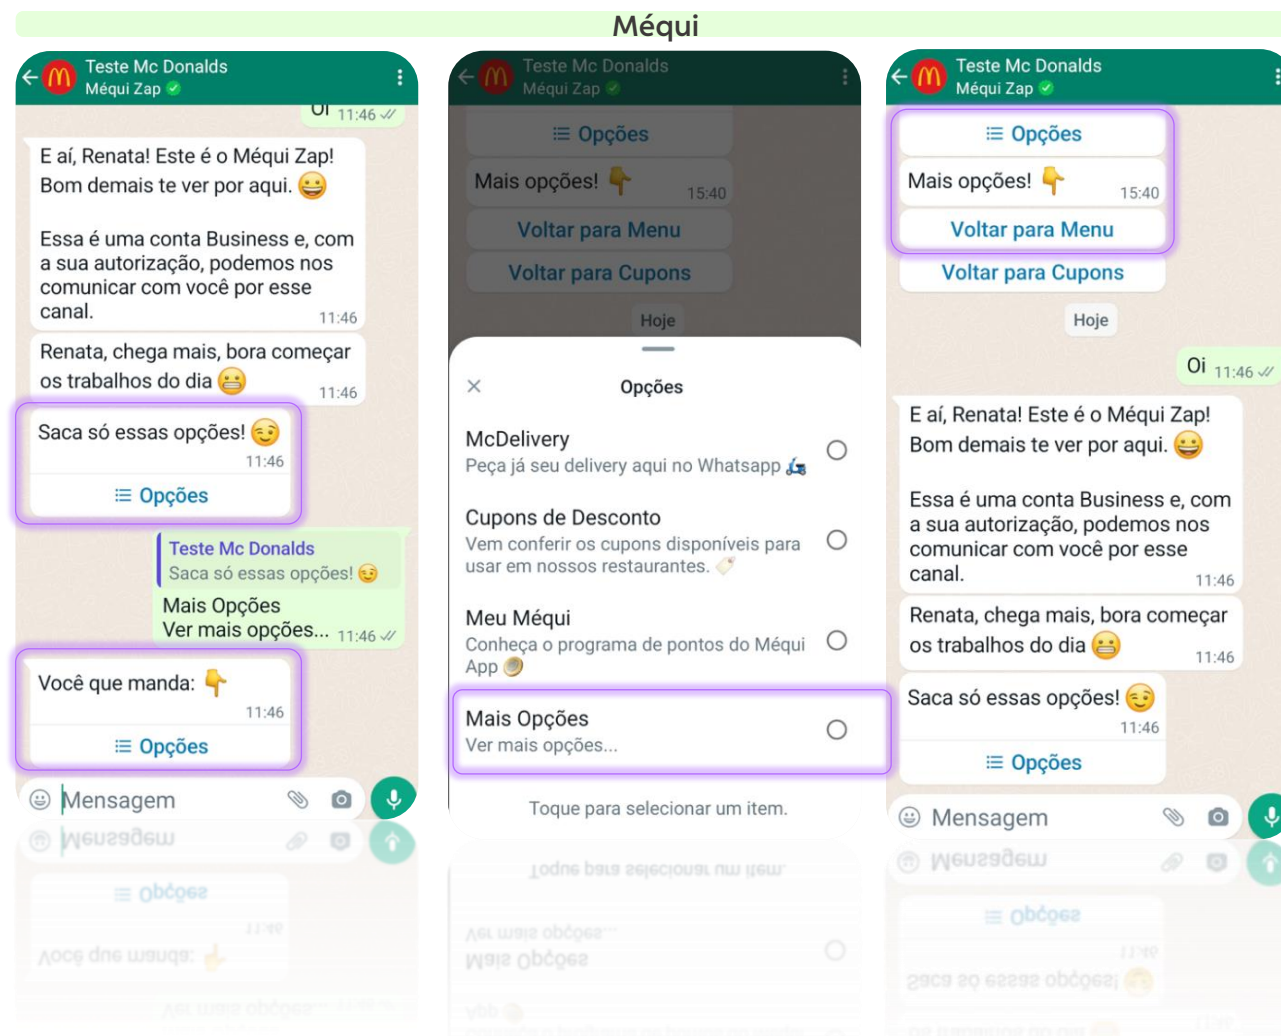 Méqui
Teste Mc Donalds
Méqui Zap
Oi 11:46
E aí, Renata! Este é o Méqui Zap!
Bom demais te ver por aqui. 😀
Essa é uma conta Business e, com
a sua autorização, podemos nos
comunicar com você por esse
canal. 11:46
Renata, chega mais, bora começar
os trabalhos do dia 😬 11:46
Saca só essas opções! 😉
11:46
Opções
Teste Mc Donalds
Saca só essas opções! 😉
Mais Opções
Ver mais opções... 11:46
Você que manda: 👇
11:46
Opções
Mensagem
Teste Mc Donalds
Méqui Zap
Opções
Mais opções! 👇 15:40
Voltar para Menu
Voltar para Cupons
Hoje
Opções
McDelivery
Peça já seu delivery aqui no Whatsapp 🛵
Cupons de Desconto
Vem conferir os cupons disponíveis para
usar em nossos restaurantes. 🏷️
Meu Méqui
Conheça o programa de pontos do Méqui
App 🪙
Mais Opções
Ver mais opções...
Toque para selecionar um item.
Teste Mc Donalds
Méqui Zap
Opções
Mais opções! 👇 15:40
Voltar para Menu
Voltar para Cupons
Hoje
Oi 11:46
E aí, Renata! Este é o Méqui Zap!
Bom demais te ver por aqui. 😀
Essa é uma conta Business e, com
a sua autorização, podemos nos
comunicar com você por esse
canal. 11:46
Renata, chega mais, bora começar
os trabalhos do dia 😬 11:46
Saca só essas opções! 😉
11:46
Opções
Mensagem